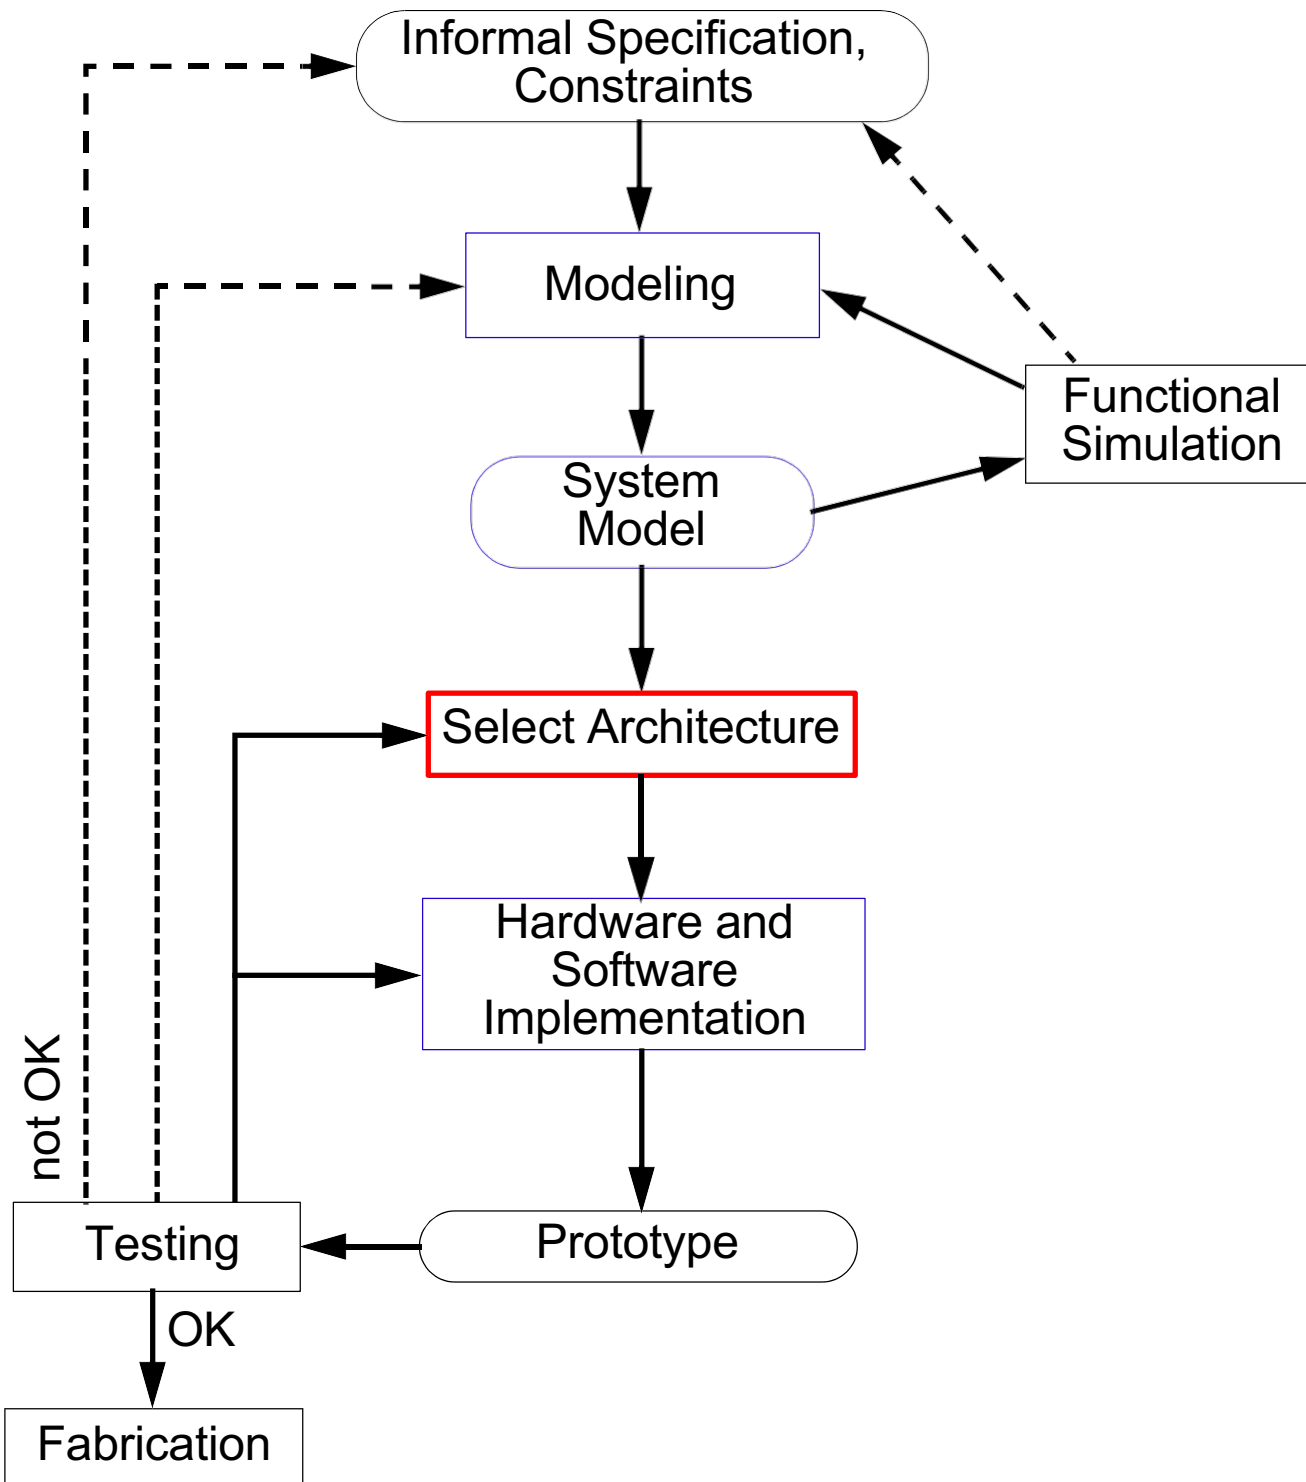 Informal Specification,
Constraints
Modeling
Functional
Simulation
System
Model
Select Architecture
Hardware and
Software
Implementation
not OK
Testing
Prototype
OK
Fabrication